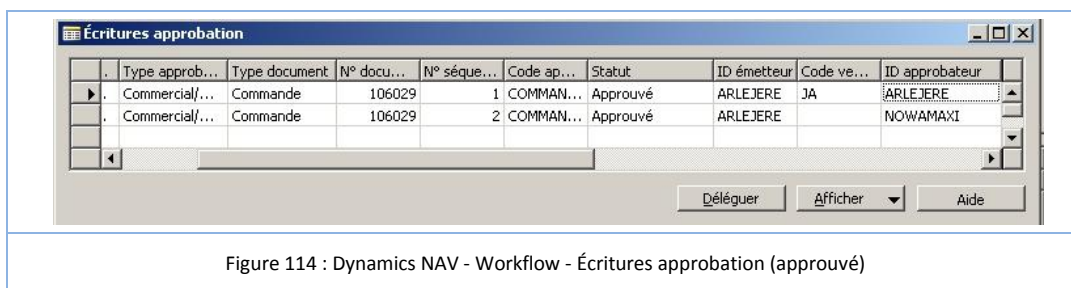 Écritures approbation
. Type approb... Type document N° docu... N° séque... Code ap... Statut ID émetteur Code ve... ID approbateur
. Commercial/... Commande 106029 1 COMMAN... Approuvé ARLEJERE JA ARLEJERE
. Commercial/... Commande 106029 2 COMMAN... Approuvé ARLEJERE NOWAMAXI
Déléguer Afficher Aide
Figure 114 : Dynamics NAV - Workflow - Écritures approbation (approuvé)